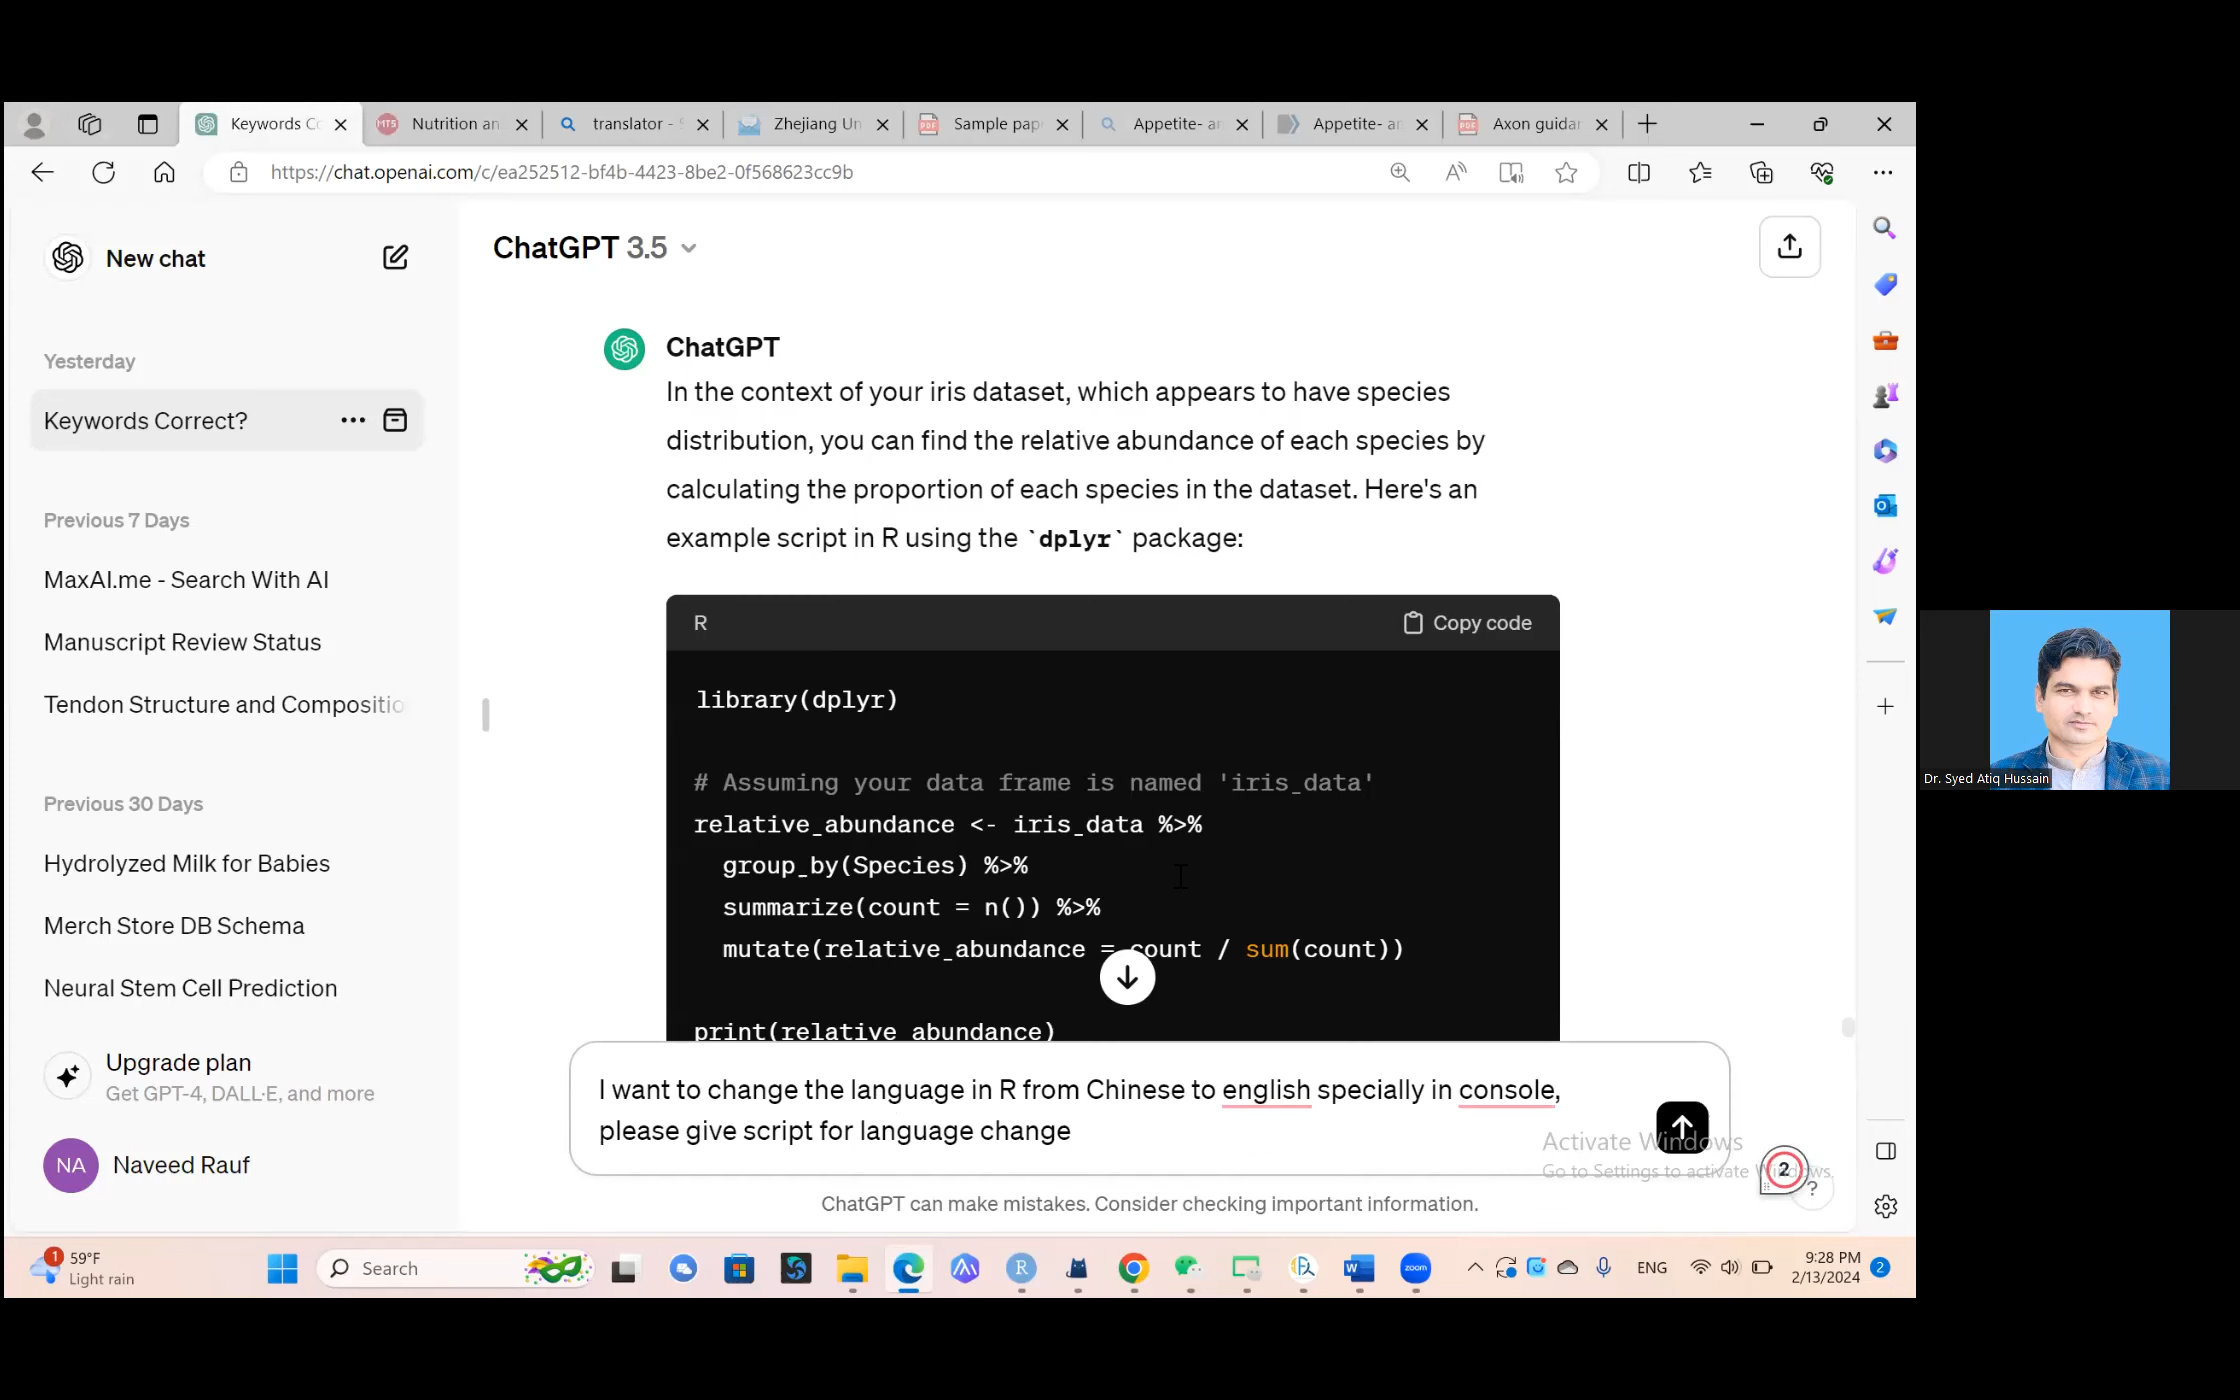 Keywords Co
Nutrition an
translator -
Zhejiang Un
Sample pap
Appetite- an
Appetite- an
Axon guidan
https://chat.openai.com/c/ea252512-bf4b-4423-8be2-0f568623cc9b
New chat
ChatGPT 3.5
Yesterday
Keywords Correct?
Previous 7 Days
MaxAI.me - Search With AI
Manuscript Review Status
Tendon Structure and Compositio
Previous 30 Days
Hydrolyzed Milk for Babies
Merch Store DB Schema
Neural Stem Cell Prediction
Upgrade plan
Get GPT-4, DALL·E, and more
NA
Naveed Rauf
ChatGPT
In the context of your iris dataset, which appears to have species
distribution, you can find the relative abundance of each species by
calculating the proportion of each species in the dataset. Here's an
example script in R using the `dplyr` package:
R
Copy code
library(dplyr)
# Assuming your data frame is named 'iris_data'
relative_abundance <- iris_data %>%
group_by(Species) %>%
summarize(count = n()) %>%
mutate(relative_abundance = count / sum(count))
print(relative_abundance)
I want to change the language in R from Chinese to english specially in console,
please give script for language change
Activate Windows
Go to Settings to activate Windows.
2
?
ChatGPT can make mistakes. Consider checking important information.
Dr. Syed Atiq Hussain
1
59°F
Light rain
Search
zoom
ENG
9:28 PM
2/13/2024
2